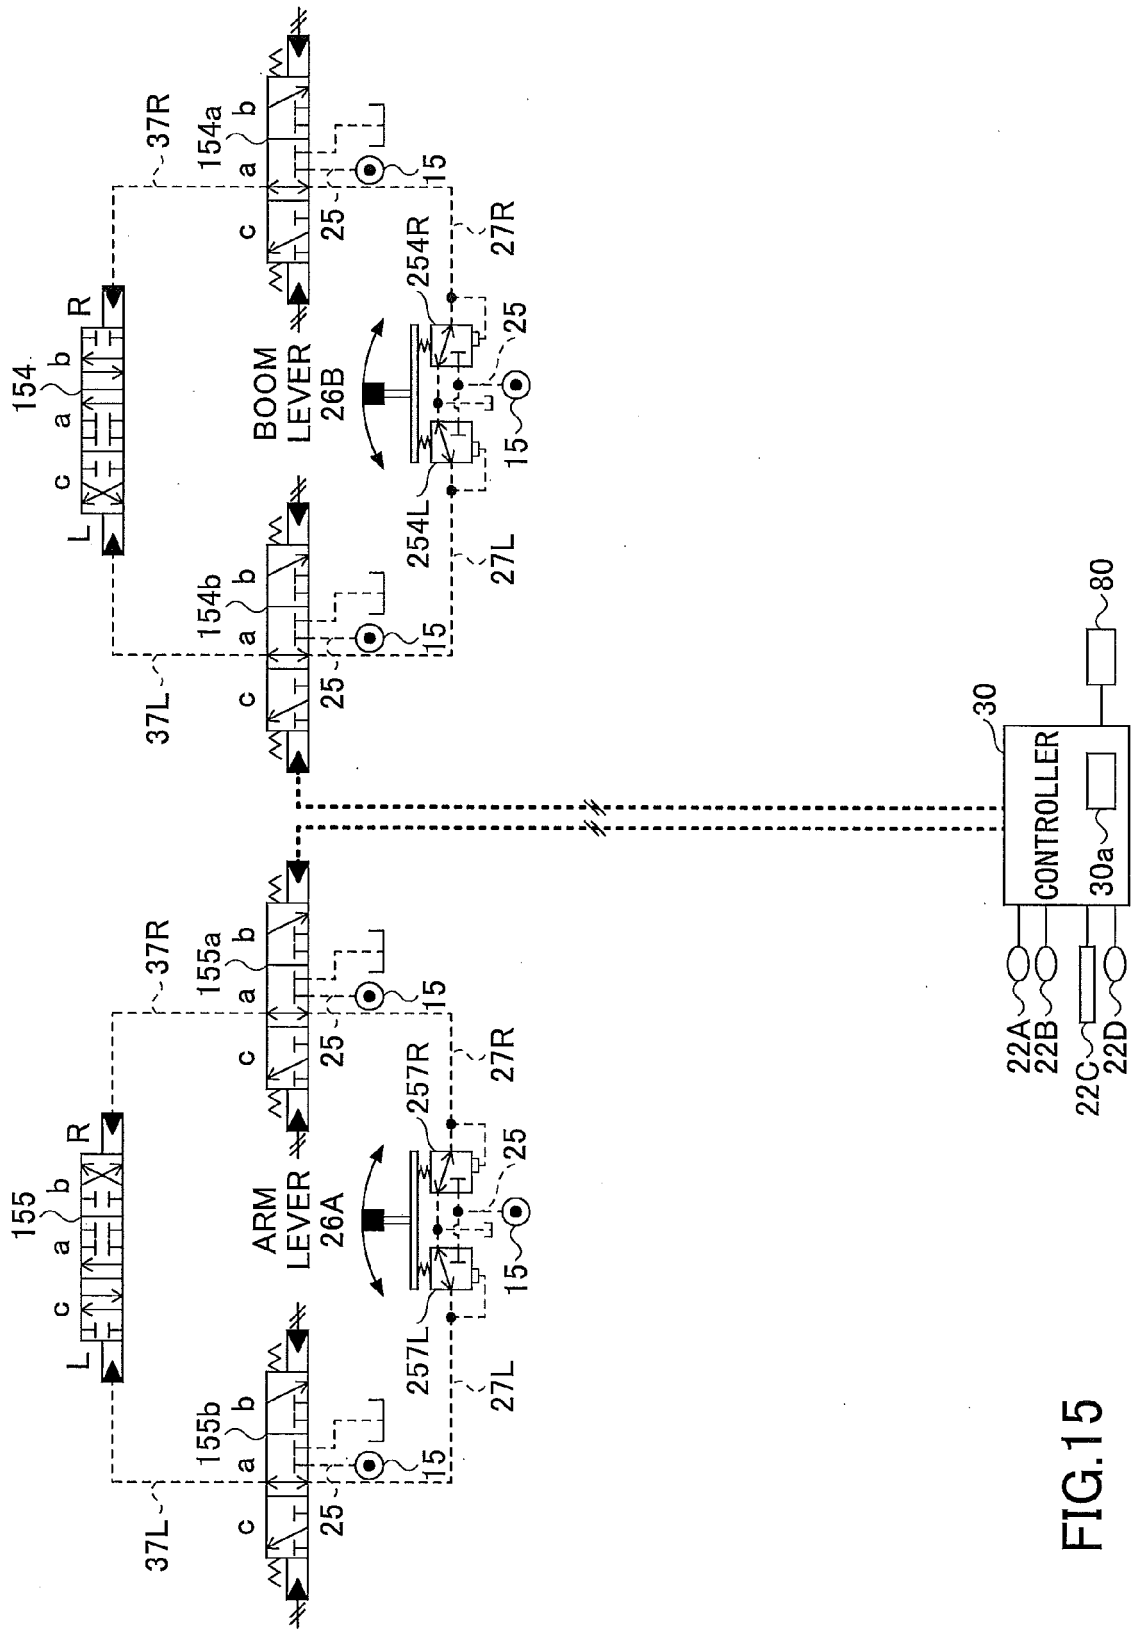 155
L
c
a
b
R
37L
37R
155b
c
a
b
25
15
155a
c
a
b
25
15
ARM
LEVER
26A
257L
257R
27L
27R
15
25
154
L
c
a
b
R
37L
37R
154b
c
a
b
25
15
154a
c
a
b
25
15
BOOM
LEVER
26B
254L
254R
27L
27R
15
25
30
CONTROLLER
30a
80
22A
22B
22C
22D
FIG.15